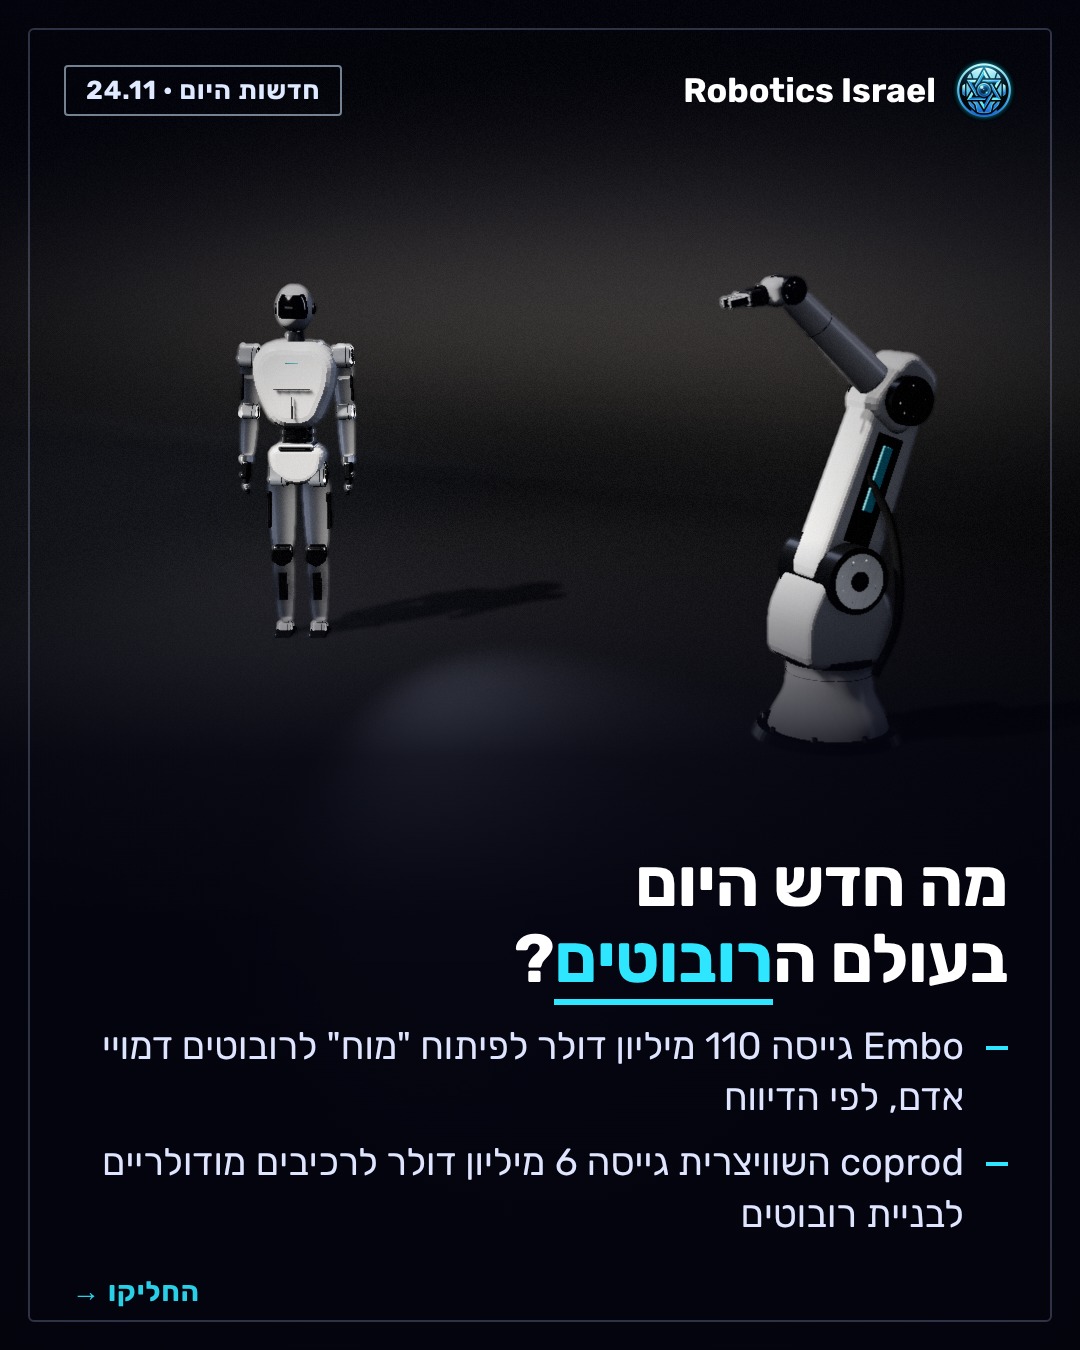 Robotics Israel
חדשות היום • 24.11
מה חדש היום
בעולם הרובוטים?
Embo גייסה 110 מיליון דולר לפיתוח "מוח" לרובוטים דמויי
אדם, לפי הדיווח
coprod השוויצרית גייסה 6 מיליון דולר לרכיבים מודולריים
לבניית רובוטים
החליקו →